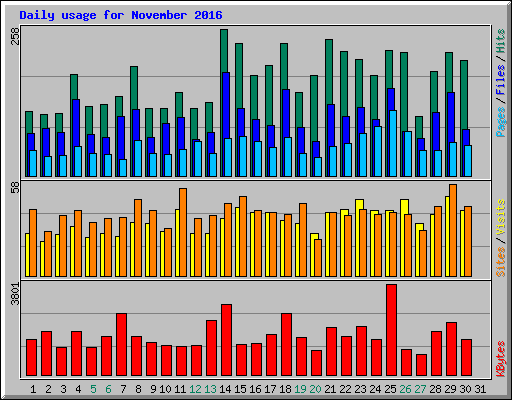 Daily usage for November 2016
258
Pages / Files / Hits
58
Sites / Visits
3801
KBytes
1 2 3 4 5 6 7 8 9 10 11 12 13 14 15 16 17 18 19 20 21 22 23 24 25 26 27 28 29 30 31